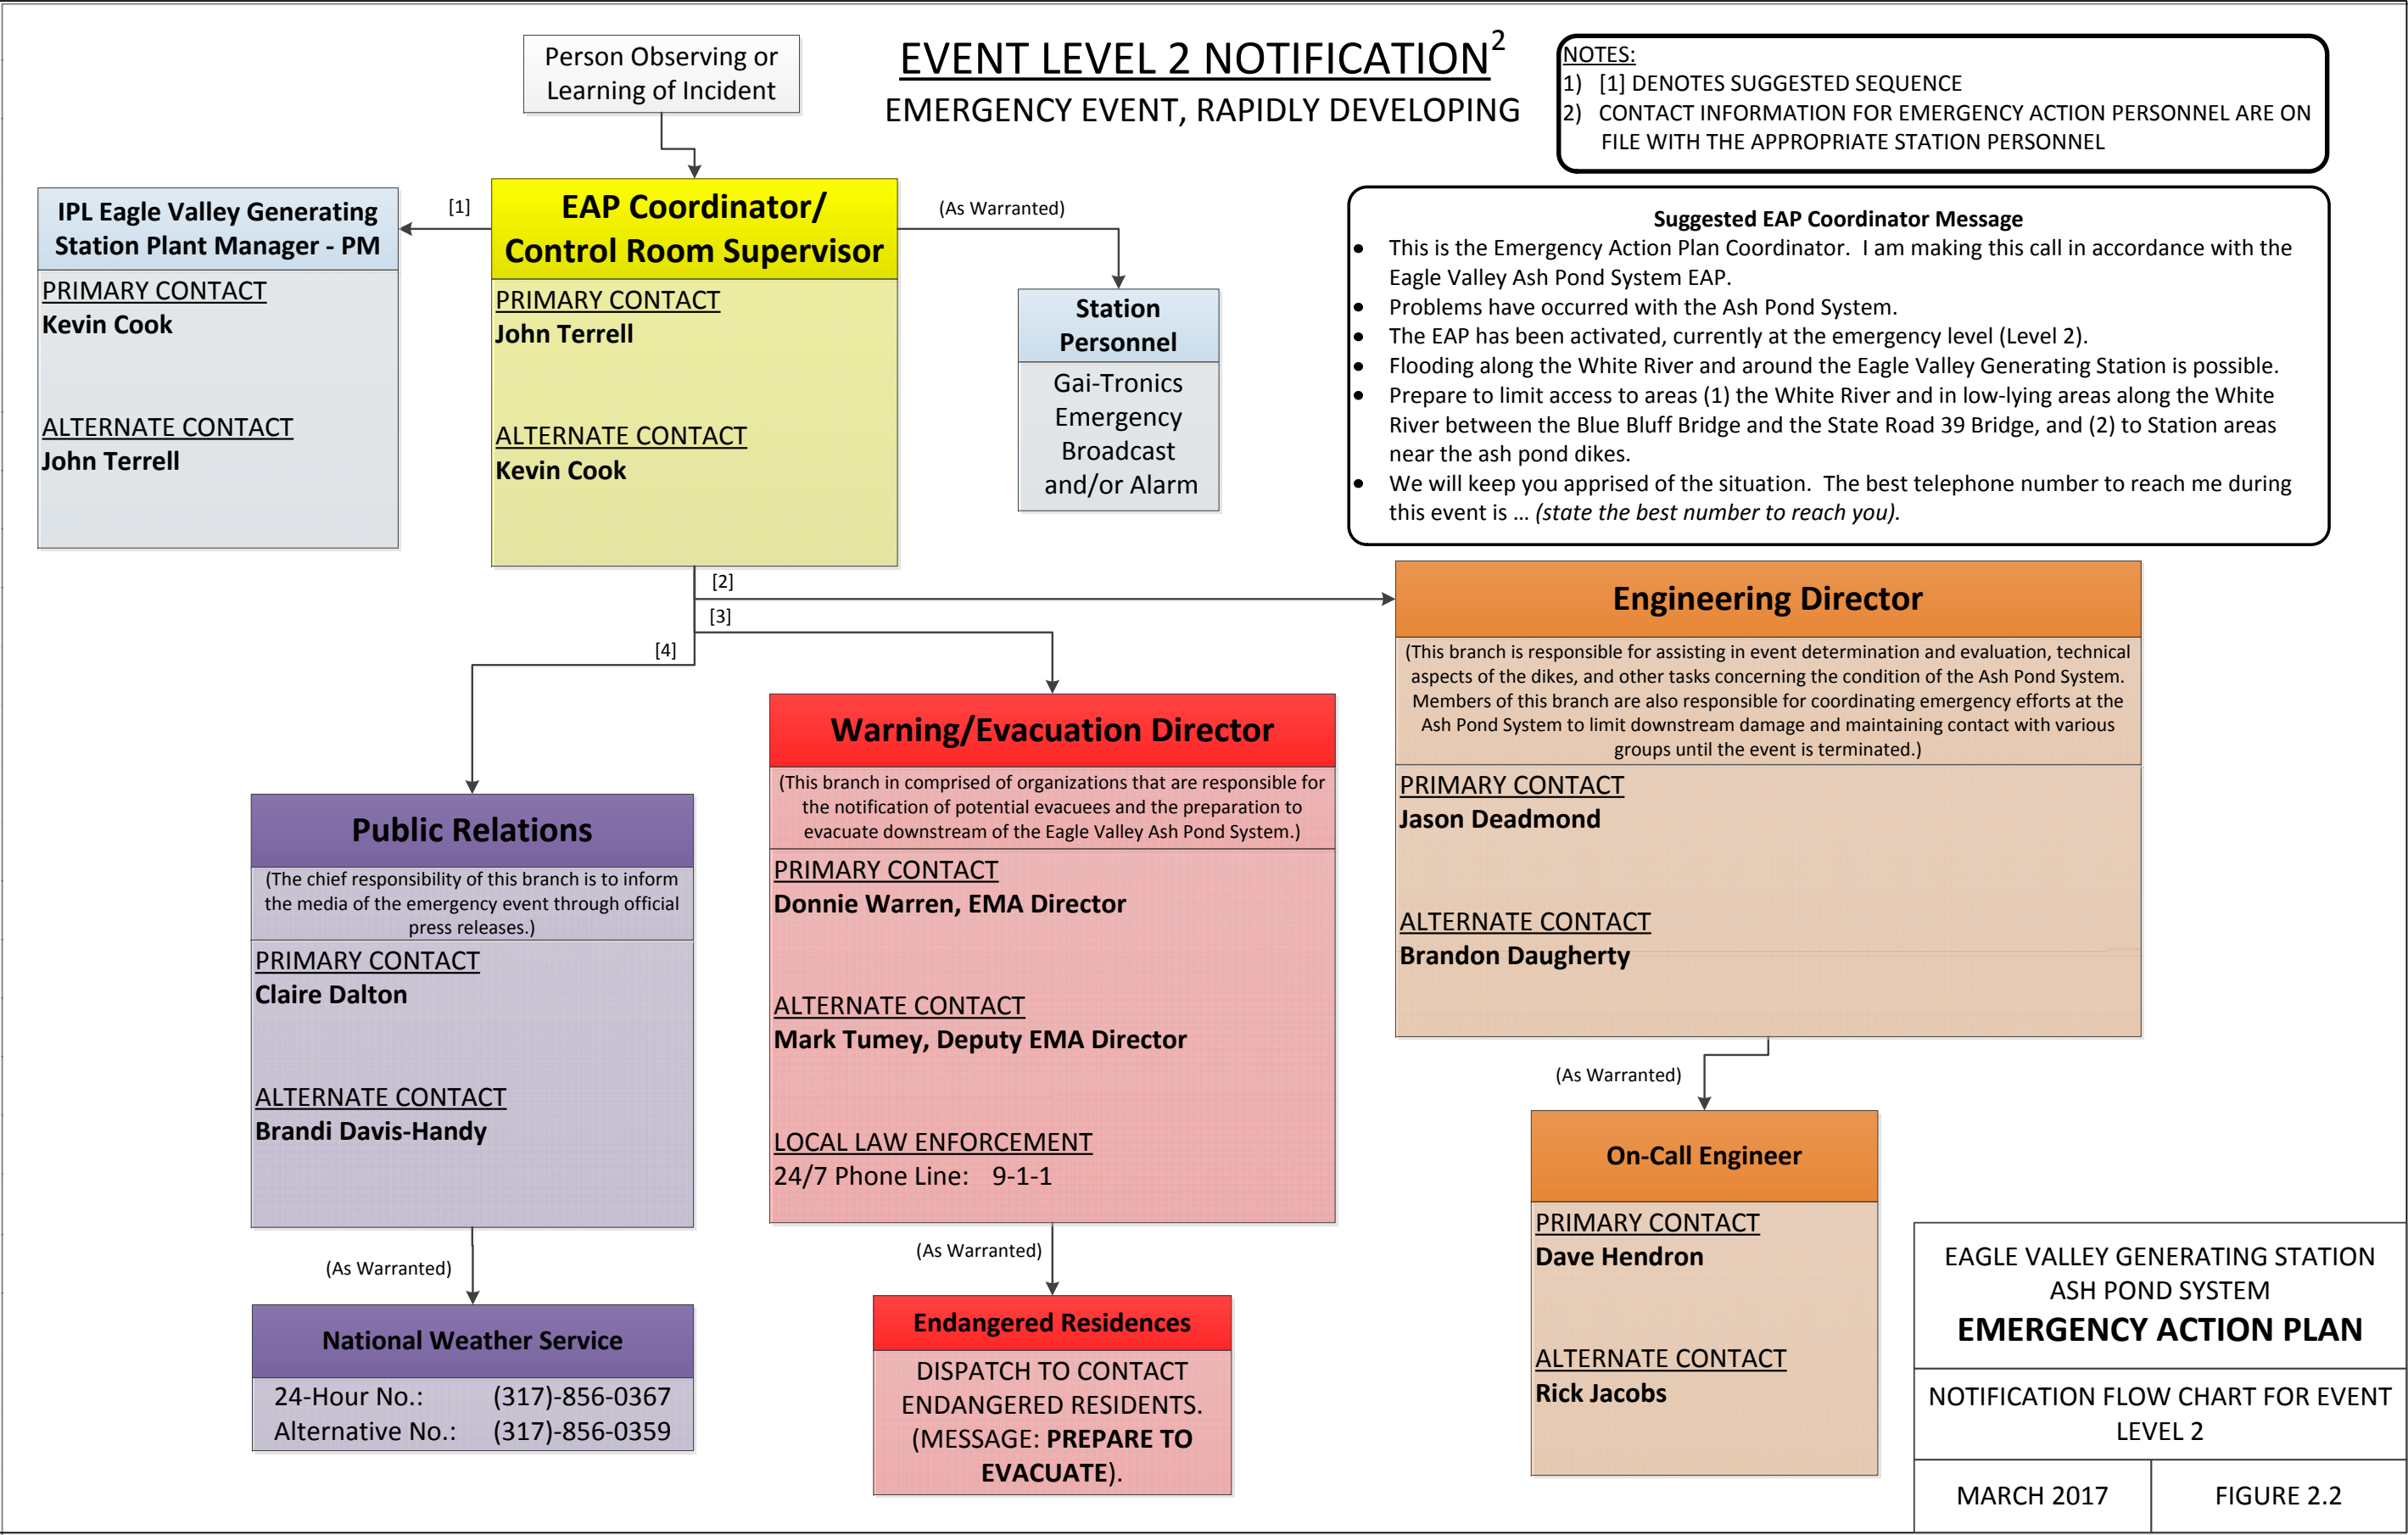 Person Observing or
Learning of Incident
EVENT LEVEL 2 NOTIFICATION2
EMERGENCY EVENT, RAPIDLY DEVELOPING
NOTES:
1) [1] DENOTES SUGGESTED SEQUENCE
2) CONTACT INFORMATION FOR EMERGENCY ACTION PERSONNEL ARE ON
FILE WITH THE APPROPRIATE STATION PERSONNEL
IPL Eagle Valley Generating
Station Plant Manager - PM
PRIMARY CONTACT
Kevin Cook
ALTERNATE CONTACT
John Terrell
[1]
EAP Coordinator/
Control Room Supervisor
PRIMARY CONTACT
John Terrell
ALTERNATE CONTACT
Kevin Cook
(As Warranted)
Station
Personnel
Gai-Tronics
Emergency
Broadcast
and/or Alarm
Suggested EAP Coordinator Message
• This is the Emergency Action Plan Coordinator. I am making this call in accordance with the
Eagle Valley Ash Pond System EAP.
• Problems have occurred with the Ash Pond System.
• The EAP has been activated, currently at the emergency level (Level 2).
• Flooding along the White River and around the Eagle Valley Generating Station is possible.
• Prepare to limit access to areas (1) the White River and in low-lying areas along the White
River between the Blue Bluff Bridge and the State Road 39 Bridge, and (2) to Station areas
near the ash pond dikes.
• We will keep you apprised of the situation. The best telephone number to reach me during
this event is … (state the best number to reach you).
[2]
[3]
[4]
Engineering Director
(This branch is responsible for assisting in event determination and evaluation, technical
aspects of the dikes, and other tasks concerning the condition of the Ash Pond System.
Members of this branch are also responsible for coordinating emergency efforts at the
Ash Pond System to limit downstream damage and maintaining contact with various
groups until the event is terminated.)
PRIMARY CONTACT
Jason Deadmond
ALTERNATE CONTACT
Brandon Daugherty
Warning/Evacuation Director
(This branch in comprised of organizations that are responsible for
the notification of potential evacuees and the preparation to
evacuate downstream of the Eagle Valley Ash Pond System.)
PRIMARY CONTACT
Donnie Warren, EMA Director
ALTERNATE CONTACT
Mark Tumey, Deputy EMA Director
LOCAL LAW ENFORCEMENT
24/7 Phone Line: 9-1-1
Public Relations
(The chief responsibility of this branch is to inform
the media of the emergency event through official
press releases.)
PRIMARY CONTACT
Claire Dalton
ALTERNATE CONTACT
Brandi Davis-Handy
(As Warranted)
National Weather Service
24-Hour No.: (317)-856-0367
Alternative No.: (317)-856-0359
(As Warranted)
Endangered Residences
DISPATCH TO CONTACT
ENDANGERED RESIDENTS.
(MESSAGE: PREPARE TO
EVACUATE).
(As Warranted)
On-Call Engineer
PRIMARY CONTACT
Dave Hendron
ALTERNATE CONTACT
Rick Jacobs
EAGLE VALLEY GENERATING STATION
ASH POND SYSTEM
EMERGENCY ACTION PLAN
NOTIFICATION FLOW CHART FOR EVENT
LEVEL 2
MARCH 2017
FIGURE 2.2